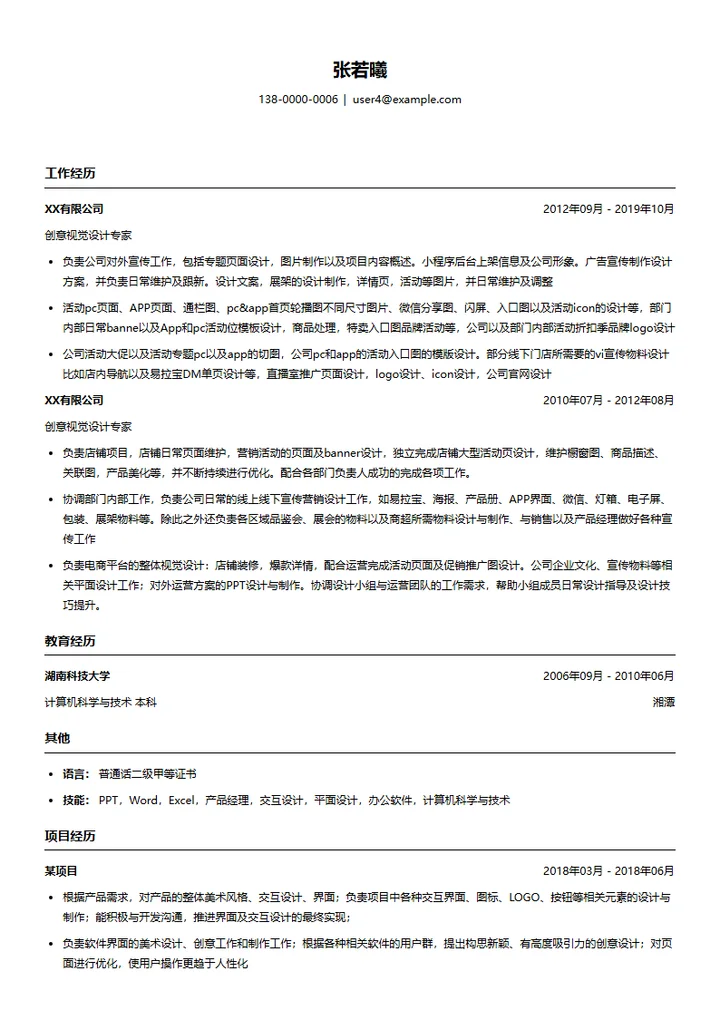 张若曦
138-0000-0006 | user4@example.com
工作经历
XX有限公司 2012年09月 - 2019年10月
创意视觉设计专家
• 负责公司对外宣传工作，包括专题页面设计，图片制作以及项目内容概述。小程序后台上架信息及公司形象。广告宣传制作设计
方案，并负责日常维护及跟新。设计文案，展架的设计制作，详情页，活动等图片，并日常维护及调整
• 活动pc页面、APP页面、通栏图、pc&app首页轮播图不同尺寸图片、微信分享图、闪屏、入口图以及活动icon的设计等，部门
内部日常banne以及App和pc活动位模板设计，商品处理，特卖入口图品牌活动等，公司以及部门内部活动折扣季品牌logo设计
• 公司活动大促以及活动专题pc以及app的切图，公司pc和app的活动入口图的模版设计。部分线下门店所需要的vi宣传物料设计
比如店内导航以及易拉宝DM单页设计等，直播室推广页面设计，logo设计、icon设计，公司官网设计
XX有限公司 2010年07月 - 2012年08月
创意视觉设计专家
• 负责店铺项目，店铺日常页面维护，营销活动的页面及banner设计，独立完成店铺大型活动页设计，维护橱窗图、商品描述、
关联图，产品美化等，并不断持续进行优化。配合各部门负责人成功的完成各项工作。
• 协调部门内部工作，负责公司日常的线上线下宣传营销设计工作，如易拉宝、海报、产品册、APP界面、微信、灯箱、电子屏、
包装、展架物料等。除此之外还负责各区域品鉴会、展会的物料以及商超所需物料设计与制作、与销售以及产品经理做好各种宣
传工作
• 负责电商平台的整体视觉设计：店铺装修，爆款详情，配合运营完成活动页面及促销推广图设计。公司企业文化、宣传物料等相
关平面设计工作；对外运营方案的PPT设计与制作。协调设计小组与运营团队的工作需求，帮助小组成员日常设计指导及设计技
巧提升。
教育经历
湖南科技大学 2006年09月 - 2010年06月
计算机科学与技术 本科 湘潭
其他
• 语言： 普通话二级甲等证书
• 技能： PPT，Word，Excel，产品经理，交互设计，平面设计，办公软件，计算机科学与技术
项目经历
某项目 2018年03月 - 2018年06月
• 根据产品需求，对产品的整体美术风格、交互设计、界面；负责项目中各种交互界面、图标、LOGO、按钮等相关元素的设计与
制作；能积极与开发沟通，推进界面及交互设计的最终实现；
• 负责软件界面的美术设计、创意工作和制作工作；根据各种相关软件的用户群，提出构思新颖、有高度吸引力的创意设计；对页
面进行优化，使用户操作更趋于人性化